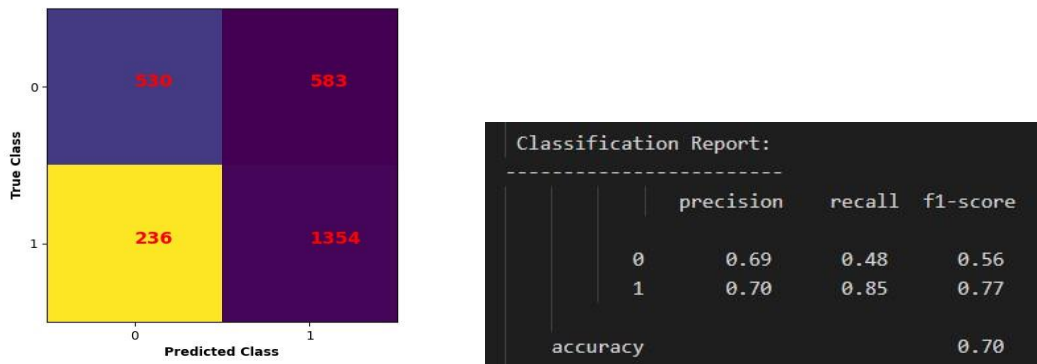 0
530 583
1
236 1354
True Class
0 1
Predicted Class
Classification Report:
-------------------------
precision recall f1-score
0 0.69 0.48 0.56
1 0.70 0.85 0.77
accuracy 0.70